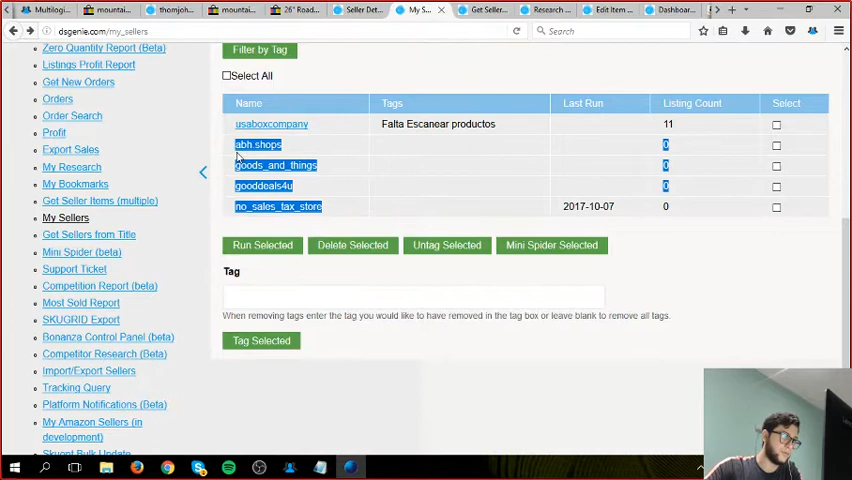 Multilogi...
mountai...
thomjoh...
mountai...
26" Road...
Seller Det...
My S...
Get Seller...
Research ...
Edit Item ...
Dashboar...
dsgenie.com/my_sellers
Search
Zero Quantity Report (Beta)
Listings Profit Report
Get New Orders
Orders
Order Search
Profit
Export Sales
My Research
My Bookmarks
Get Seller Items (multiple)
My Sellers
Get Sellers from Title
Mini Spider (beta)
Support Ticket
Competition Report (beta)
Most Sold Report
SKUGRID Export
Bonanza Control Panel (beta)
Competitor Research (Beta)
Import/Export Sellers
Tracking Query
Platform Notifications (Beta)
My Amazon Sellers (in
development)
Skubt Bulk Update
Filter by Tag
Select All
Name Tags Last Run Listing Count Select
usaboxcompany Falta Escanear productos 11
abh.shops 0
goods_and_things 0
gooddeals4u 0
no_sales_tax_store 2017-10-07 0
Run Selected Delete Selected Untag Selected Mini Spider Selected
Tag
When removing tags enter the tag you would like to have removed in the tag box or leave blank to remove all tags.
Tag Selected